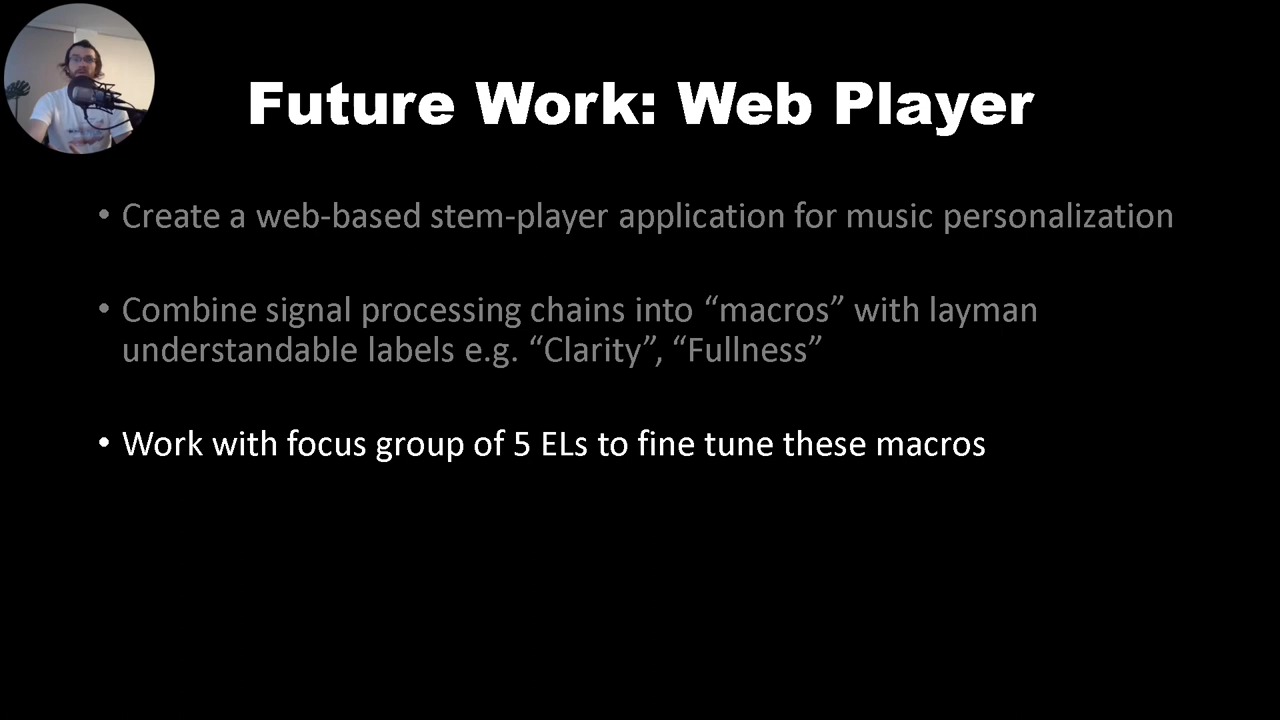 Future Work: Web Player
• Create a web-based stem-player application for music personalization
• Combine signal processing chains into “macros” with layman
understandable labels e.g. “Clarity”, “Fullness”
• Work with focus group of 5 ELs to fine tune these macros